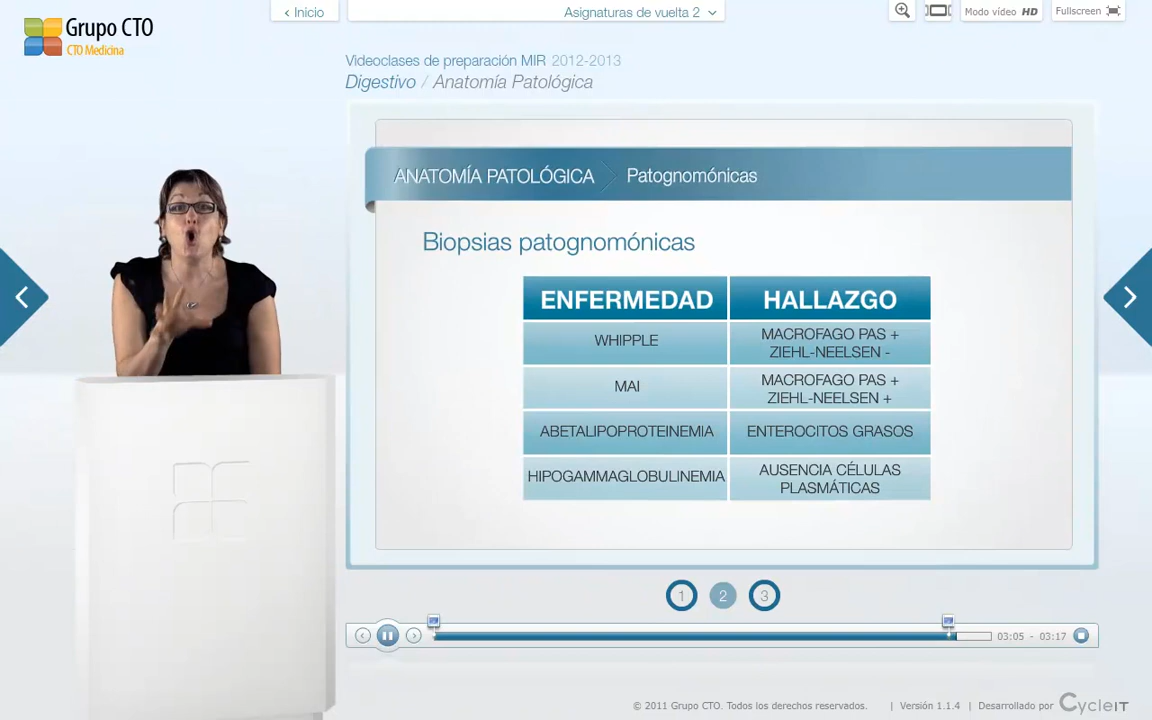 Grupo CTO
CTO Medicina
‹ Inicio
Asignaturas de vuelta 2
Modo vídeo HD
Fullscreen
Videoclases de preparación MIR 2012-2013
Digestivo / Anatomía Patológica
ANATOMÍA PATOLÓGICA
Patognomónicas
Biopsias patognomónicas
ENFERMEDAD
HALLAZGO
WHIPPLE
MACROFAGO PAS +
ZIEHL-NEELSEN -
MAI
MACROFAGO PAS +
ZIEHL-NEELSEN +
ABETALIPOPROTEINEMIA
ENTEROCITOS GRASOS
HIPOGAMMAGLOBULINEMIA
AUSENCIA CÉLULAS
PLASMÁTICAS
1
2
3
03:05 - 03:17
© 2011 Grupo CTO. Todos los derechos reservados. | Versión 1.1.4 | Desarrollado por CycleIT